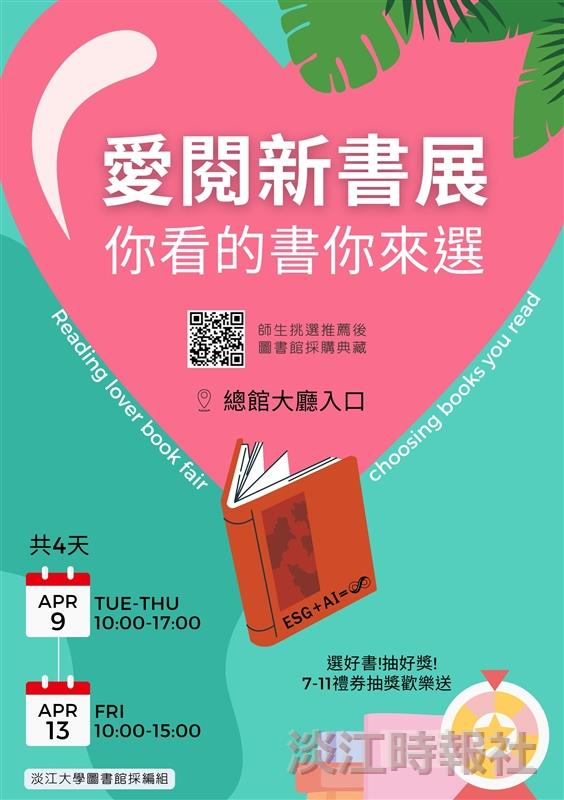 愛閱新書展
你看的書你來選
師生挑選推薦後
圖書館採購典藏
總館大廳入口
Reading lover book fair
choosing books you read
ESG+AI=∞
共4天
APR
9
TUE-THU
10:00-17:00
APR
13
FRI
10:00-15:00
選好書!抽好獎!
7-11禮券抽獎歡樂送
淡江時報社
淡江大學圖書館採編組